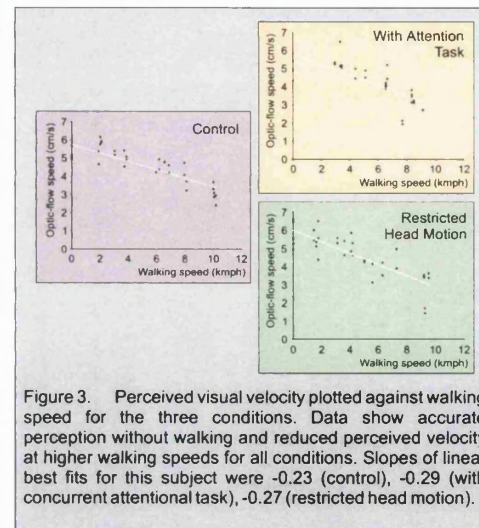 With Attention
Task
Optic-flow speed (cm/s)
7
6
5
4
3
2
1
0
0 2 4 6 8 10 12
Walking speed (kmph)
Control
Optic-flow speed (cm/s)
7
6
5
4
3
2
1
0
0 2 4 6 8 10 12
Walking speed (kmph)
Restricted
Head Motion
Optic-flow speed (cm/s)
7
6
5
4
3
2
1
0
0 2 4 6 8 10 12
Walking speed (kmph)
Figure 3. Perceived visual velocity plotted against walking
speed for the three conditions. Data show accurate
perception without walking and reduced perceived velocity
at higher walking speeds for all conditions. Slopes of linear
best fits for this subject were -0.23 (control), -0.29 (with
concurrent attentional task), -0.27 (restricted head motion).